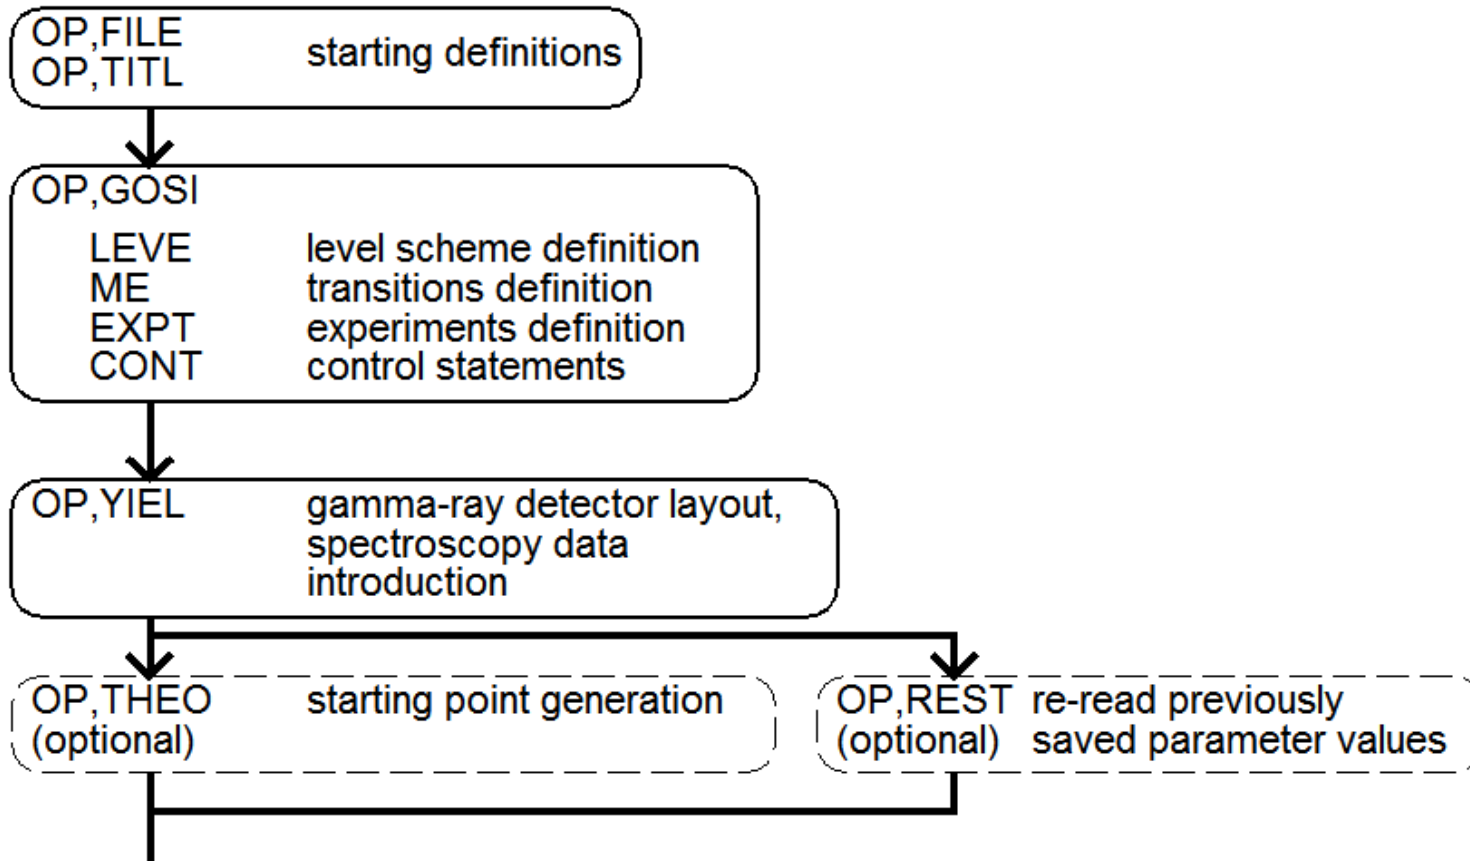 OP,FILE
OP,TITL
starting definitions
OP,GOSI
LEVE level scheme definition
ME transitions definition
EXPT experiments definition
CONT control statements
OP,YIEL gamma-ray detector layout,
spectroscopy data
introduction
OP,THEO starting point generation
(optional)
OP,REST re-read previously
(optional) saved parameter values